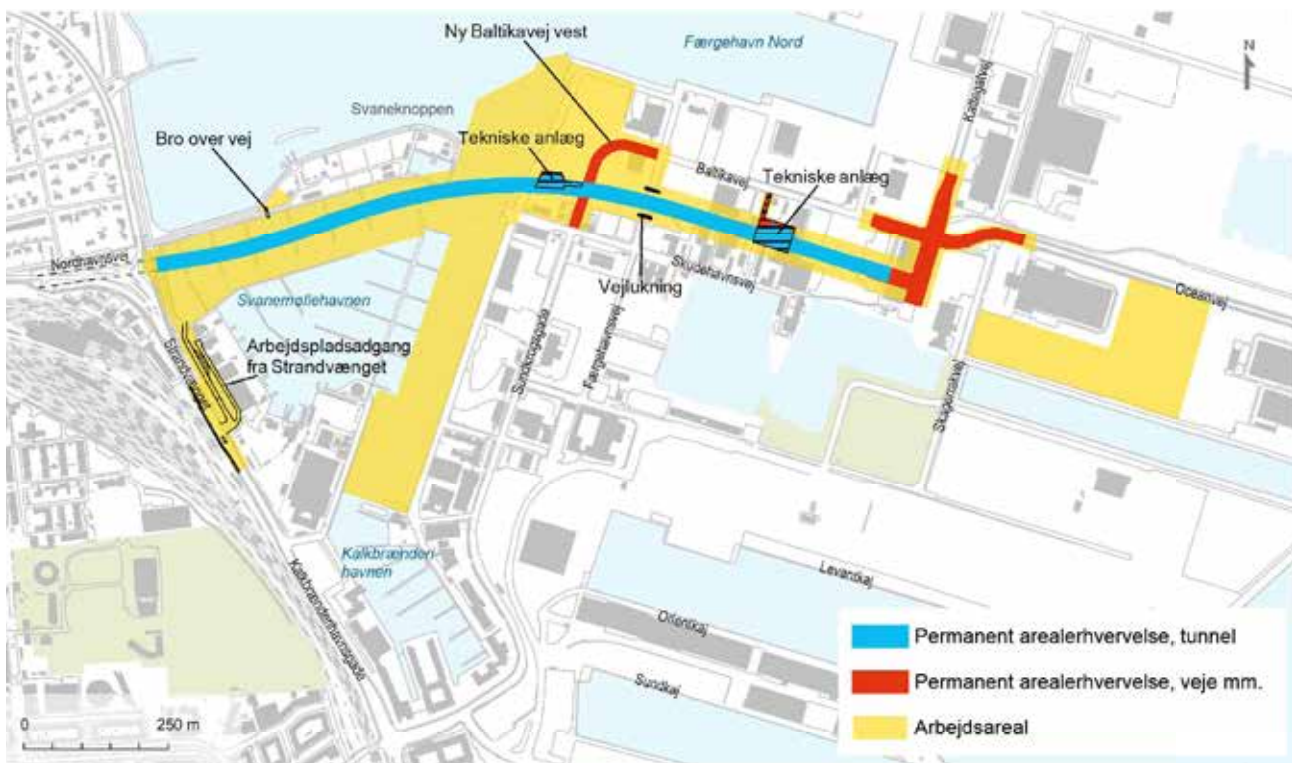 Ny Baltikavej vest
Færgehavn Nord
N
Kattegatvej
Svaneknoppen
Bro over vej
Tekniske anlæg
Baltikavej
Tekniske anlæg
Nordhavnsvej
Skudehavnsvej
Vejlukning
Oceanvej
Svanemøllehavnen
Arbejdspladsadgang
fra Strandvænget
Strandvænget
Sundkrogsgade
Færgehavnsvej
Skagerrakvej
Kalkbrænderi-
havnen
Kalkbrænderihavnsgade
Levantkaj
Orientkaj
Sundkaj
0 250 m
Permanent arealerhvervelse, tunnel
Permanent arealerhvervelse, veje mm.
Arbejdsareal